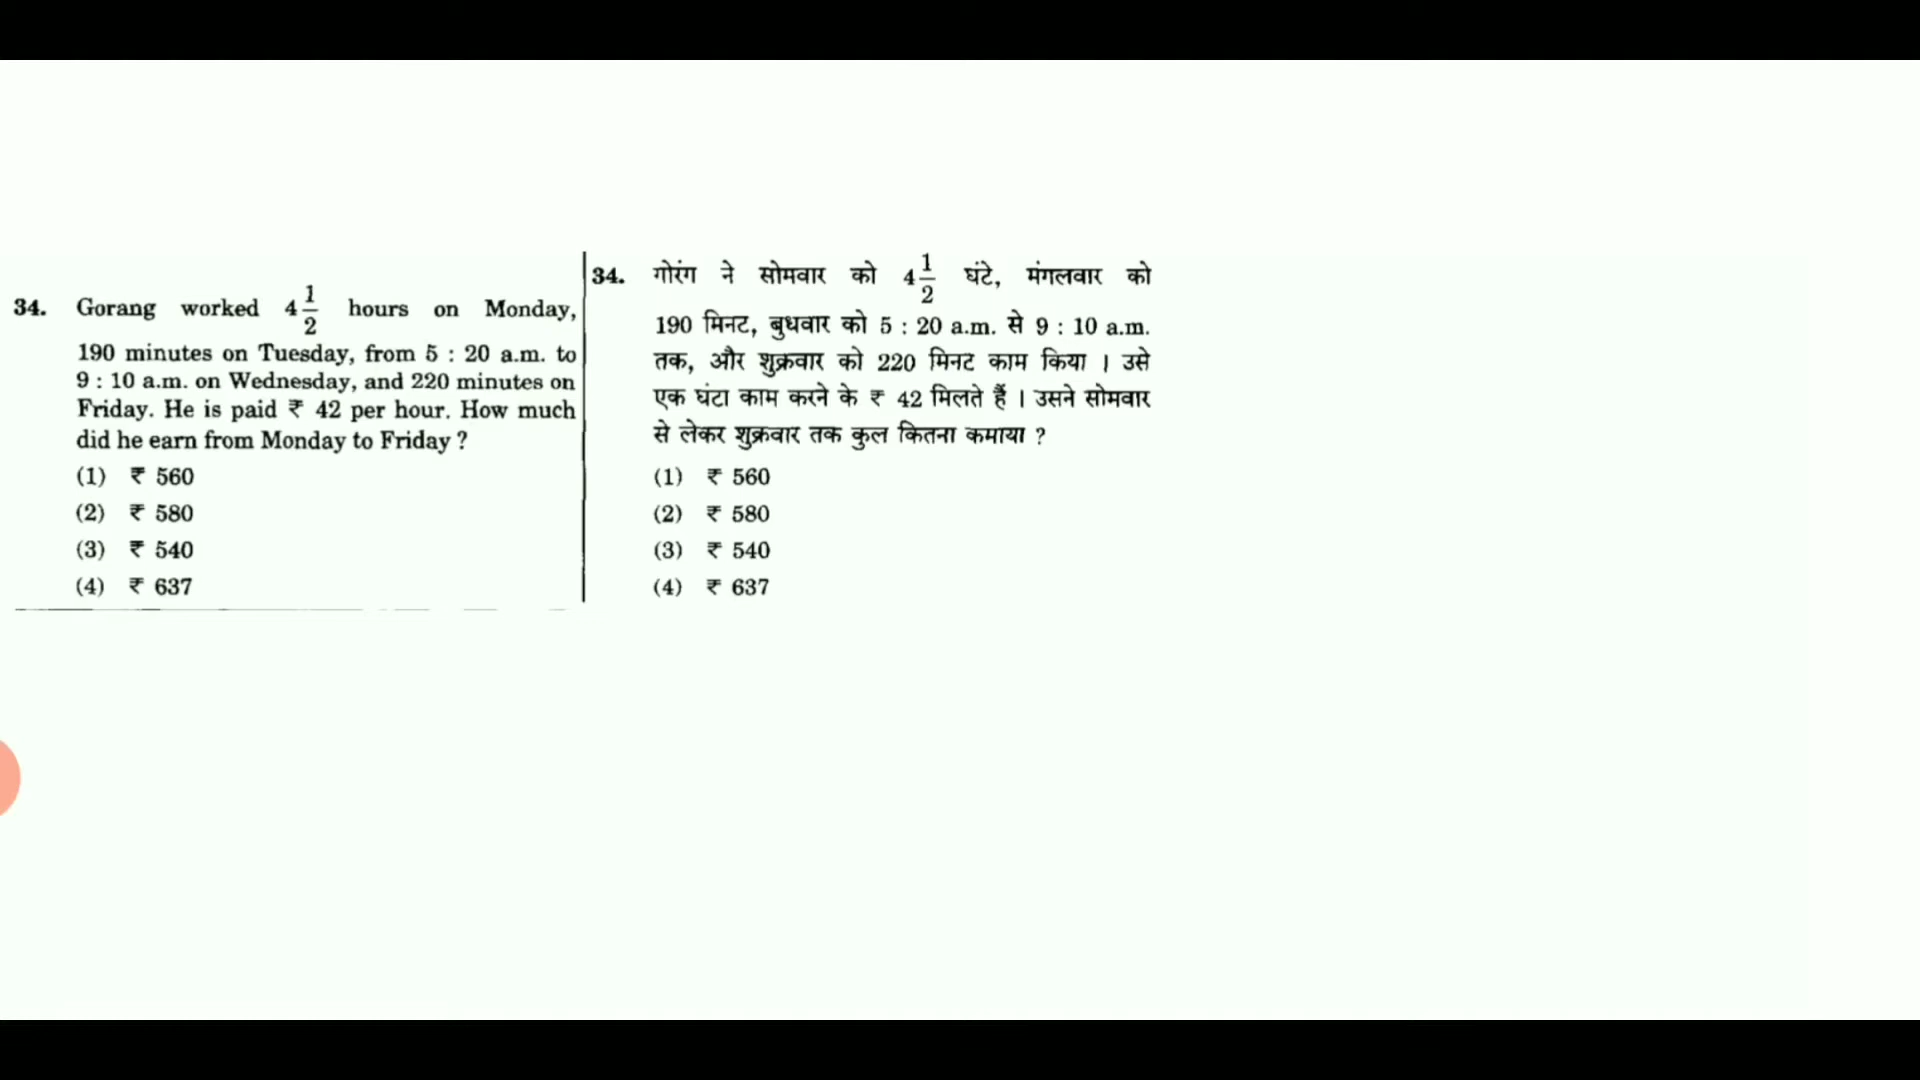 34. Gorang worked 4 1/2 hours on Monday,
190 minutes on Tuesday, from 5 : 20 a.m. to
9 : 10 a.m. on Wednesday, and 220 minutes on
Friday. He is paid ₹ 42 per hour. How much
did he earn from Monday to Friday ?
(1) ₹ 560
(2) ₹ 580
(3) ₹ 540
(4) ₹ 637
34. गोरंग ने सोमवार को 4 1/2 घंटे, मंगलवार को
190 मिनट, बुधवार को 5 : 20 a.m. से 9 : 10 a.m.
तक, और शुक्रवार को 220 मिनट काम किया । उसे
एक घंटा काम करने के ₹ 42 मिलते हैं । उसने सोमवार
से लेकर शुक्रवार तक कुल कितना कमाया ?
(1) ₹ 560
(2) ₹ 580
(3) ₹ 540
(4) ₹ 637